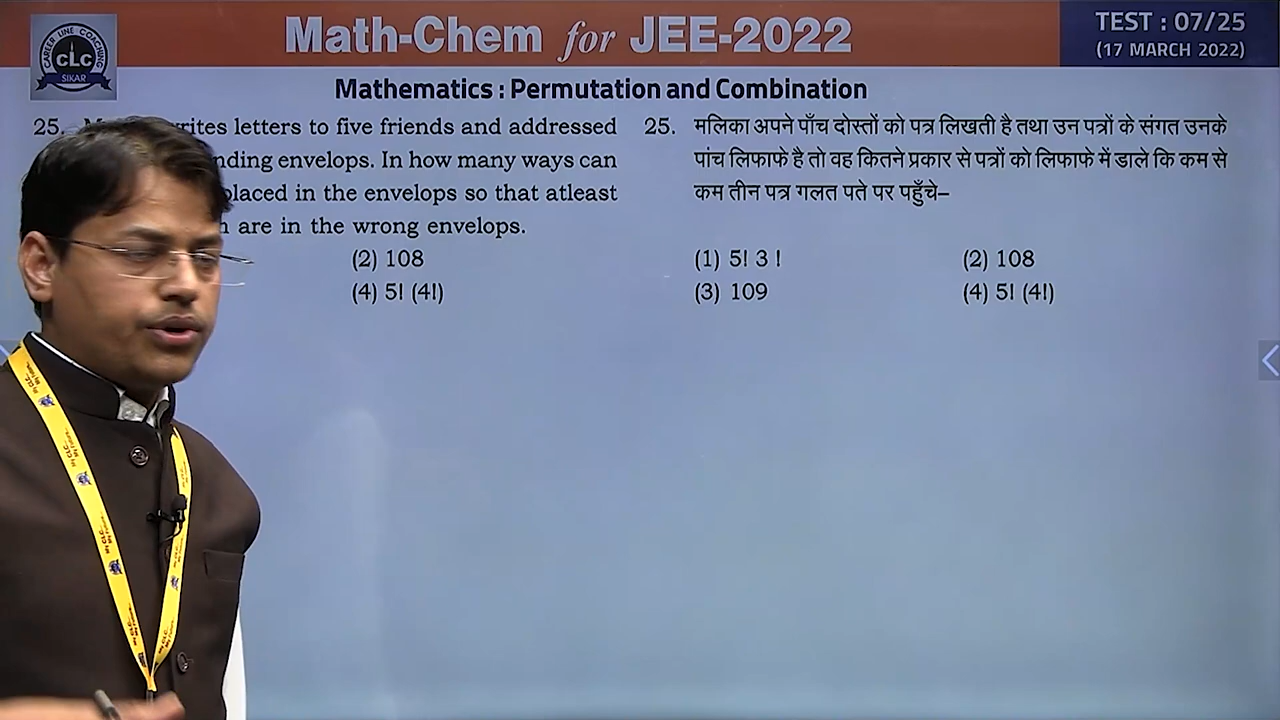 Math-Chem for JEE-2022
TEST : 07/25
(17 MARCH 2022)
CAREER LINE COACHING
CLC
SIKAR
Mathematics : Permutation and Combination
25. letters to five friends and addressed
envelops. In how many ways can
in the envelops so that atleast
are in the wrong envelops.
(2) 108
(4) 5! (4!)
25. मलिका अपने पाँच दोस्तों को पत्र लिखती है तथा उन पत्रों के संगत उनके
पांच लिफाफे है तो वह कितने प्रकार से पत्रों को लिफाफे में डाले कि कम से
कम तीन पत्र गलत पते पर पहुँचे–
(1) 5! 3 ! (2) 108
(3) 109 (4) 5! (4!)